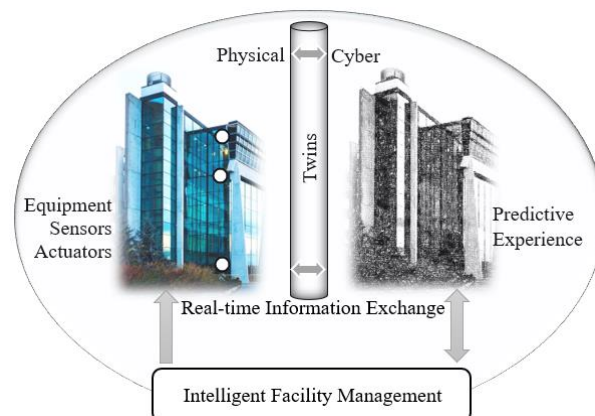 Physical
Cyber
Twins
Equipment
Sensors
Actuators
Predictive
Experience
Real-time Information Exchange
Intelligent Facility Management